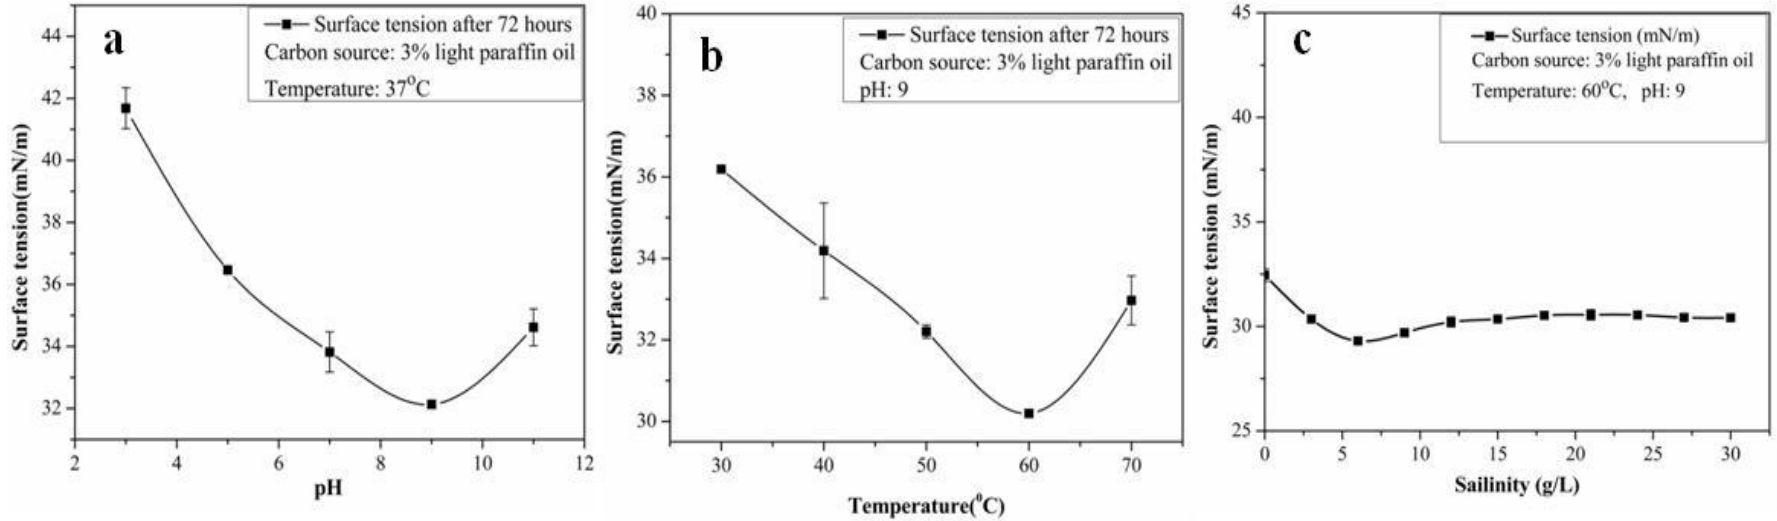 a
Surface tension after 72 hours
Carbon source: 3% light paraffin oil
Temperature: 37⁰C
Surface tension(mN/m)
44
42
40
38
36
34
32
2 4 6 8 10 12
pH
b
Surface tension after 72 hours
Carbon source: 3% light paraffin oil
pH: 9
Surface tension(mN/m)
40
38
36
34
32
30
30 40 50 60 70
Temperature(⁰C)
c
Surface tension (mN/m)
Carbon source: 3% light paraffin oil
Temperature: 60⁰C, pH: 9
Surface tension (mN/m)
45
40
35
30
25
0 5 10 15 20 25 30
Sailinity (g/L)